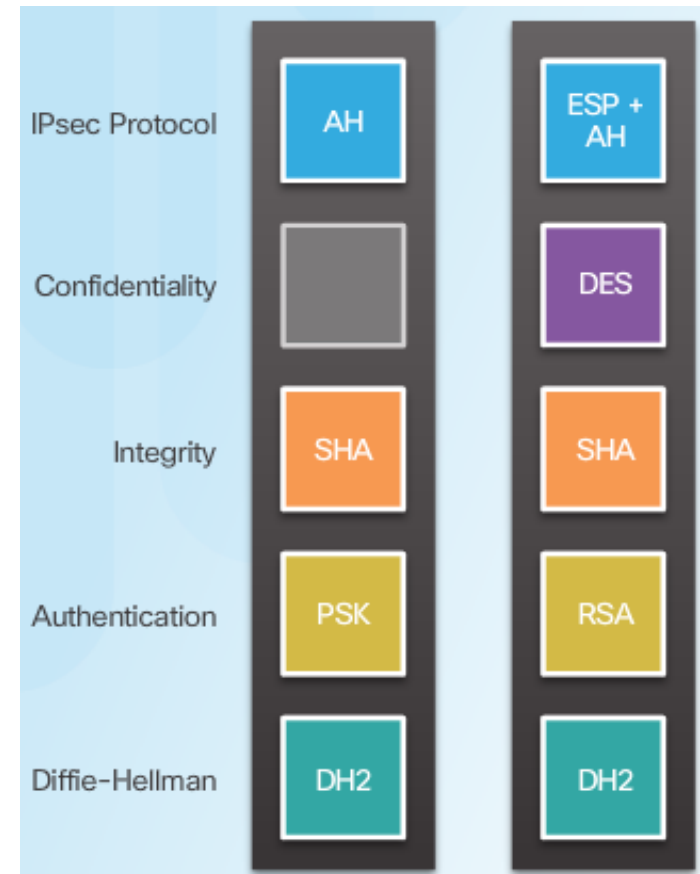 IPsec Protocol
AH
ESP +
AH
Confidentiality
DES
Integrity
SHA
SHA
Authentication
PSK
RSA
Diffie-Hellman
DH2
DH2